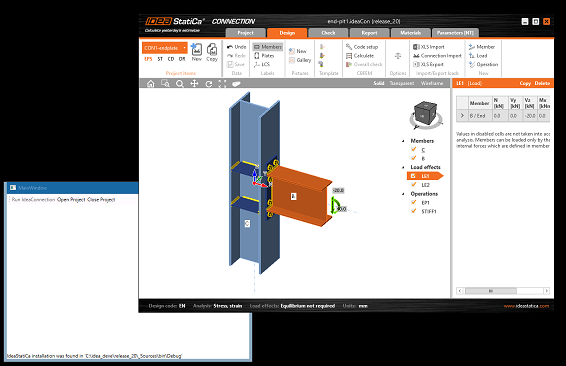 IDEA StatiCa® CONNECTION
Calculate yesterday's estimates
end-plt1.ideaCon (release_20)
Project Design Check Report Materials Parameters (NT)
CON1-endplate
EPS ST CD DR
New Copy
Project items
Undo
Redo
Save
Data
Members
Plates
LCS
Labels
New
Gallery
Pictures
Template
Code setup
Calculate
Overall check
CBFEM
Options
XLS Import
Connection Import
XLS Export
Import/Export loads
Member
Load
Operation
New
Solid Transparent Wireframe
LE1 [Load] Copy Delete
Member N [kN] Vy [kN] Vz [kN] Mx [kNm
B / End 0.0 0.0 -20.0 0.0
Values in disabled cells are not taken into acc
analysis. Members can be loaded only by th
internal forces which are defined in member
Members
C
B
Load effects
LE1
LE2
Operations
EP1
STIFF1
-20.0
B
C
MainWindow
Run IdeaConnection Open Project Close Project
IdeaStatiCa installation was found in 'C:\idea_deve\release_20\_Sources\bin\Debug'
Design code: EN Analysis: Stress, strain Load effects: Equilibrium not required Units: mm
www.ideastatica.com